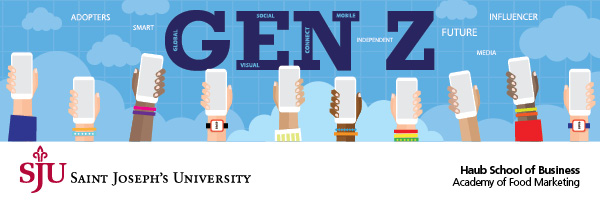 ADOPTERS
SMART
GLOBAL
SOCIAL
MOBILE
GEN Z
VISUAL
CONNECT
INDEPENDENT
INFLUENCER
FUTURE
MEDIA
SJU SAINT JOSEPH'S UNIVERSITY
Haub School of Business
Academy of Food Marketing